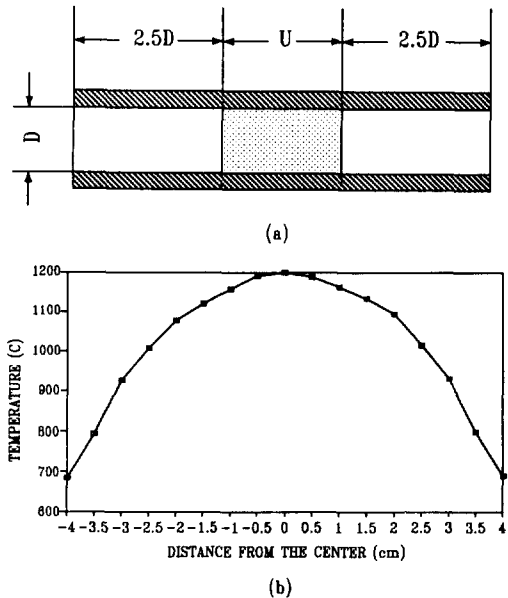 2.5D U 2.5D
D
(a)
1200
1100
1000
900
800
700
600
TEMPERATURE (C)
-4 -3.5 -3 -2.5 -2 -1.5 -1 -0.5 0 0.5 1 1.5 2 2.5 3 3.5 4
DISTANCE FROM THE CENTER (cm)
(b)